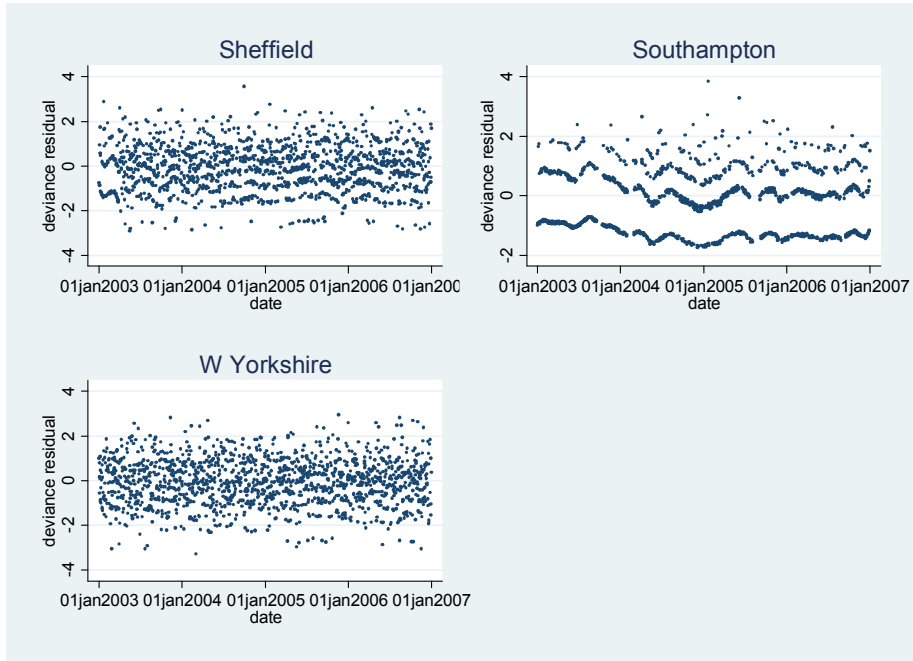 Sheffield
deviance residual
4
2
0
-2
-4
01jan2003 01jan2004 01jan2005 01jan2006 01jan200
date
Southampton
deviance residual
4
2
0
-2
01jan2003 01jan2004 01jan2005 01jan2006 01jan2007
date
W Yorkshire
deviance residual
4
2
0
-2
-4
01jan2003 01jan2004 01jan2005 01jan2006 01jan2007
date